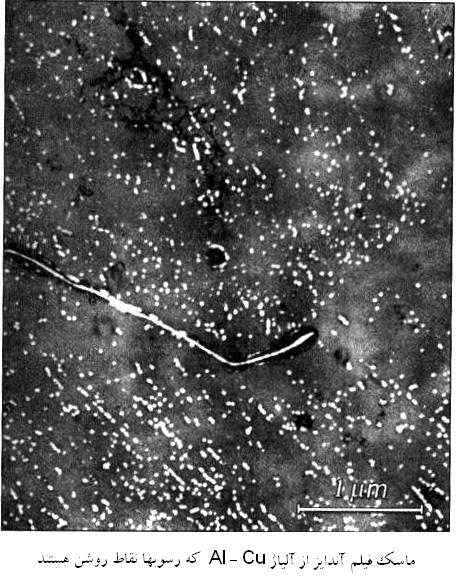 1 μm
ماسک فیلم آندایز از آلیاژ Al – Cu که رسوبها نقاط روشن هستند